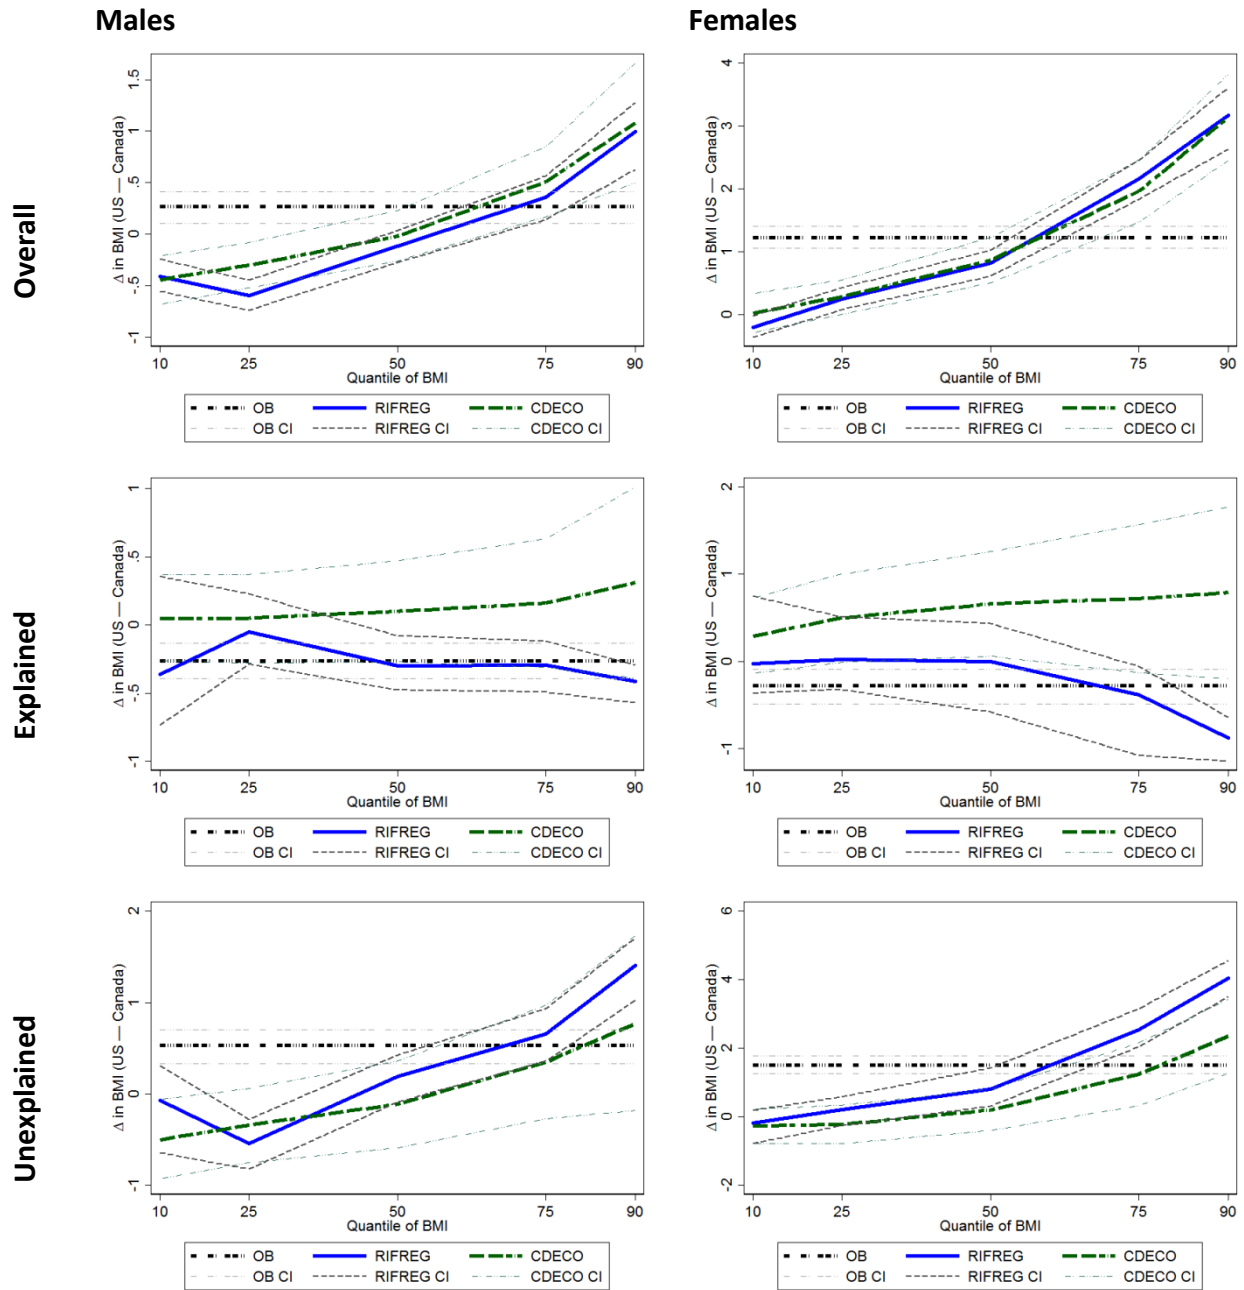 Males Females
Overall
Δ in BMI (US — Canada)
-1 -.5 0 .5 1 1.5
10 25 50 75 90
Quantile of BMI
OB RIFREG CDECO
OB CI RIFREG CI CDECO CI
Δ in BMI (US — Canada)
0 1 2 3 4
10 25 50 75 90
Quantile of BMI
OB RIFREG CDECO
OB CI RIFREG CI CDECO CI
Explained
Δ in BMI (US — Canada)
-1 -.5 0 .5 1
10 25 50 75 90
Quantile of BMI
OB RIFREG CDECO
OB CI RIFREG CI CDECO CI
Δ in BMI (US — Canada)
-1 0 1 2
10 25 50 75 90
Quantile of BMI
OB RIFREG CDECO
OB CI RIFREG CI CDECO CI
Unexplained
Δ in BMI (US — Canada)
-1 0 1 2
10 25 50 75 90
Quantile of BMI
OB RIFREG CDECO
OB CI RIFREG CI CDECO CI
Δ in BMI (US — Canada)
-2 0 2 4 6
10 25 50 75 90
Quantile of BMI
OB RIFREG CDECO
OB CI RIFREG CI CDECO CI